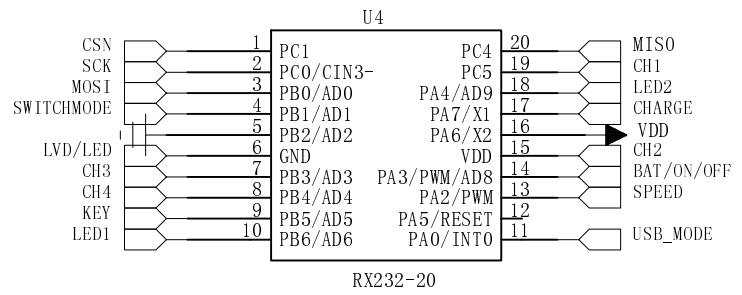 U4
CSN 1 PC1 PC4 20 MISO
SCK 2 PC0/CIN3- PC5 19 CH1
MOSI 3 PB0/AD0 PA4/AD9 18 LED2
SWITCHMODE 4 PB1/AD1 PA7/X1 17 CHARGE
5 PB2/AD2 PA6/X2 16 VDD
LVD/LED 6 GND VDD 15 CH2
CH3 7 PB3/AD3 PA3/PWM/AD8 14 BAT/ON/OFF
CH4 8 PB4/AD4 PA2/PWM 13 SPEED
KEY 9 PB5/AD5 PA5/RESET 12
LED1 10 PB6/AD6 PA0/INT0 11 USB_MODE
RX232-20